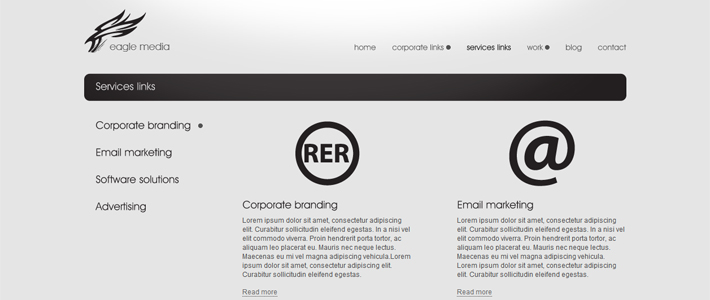 eagle media
home corporate links services links work blog contact
Services links
Corporate branding
Email marketing
Software solutions
Advertising
RER
@
Corporate branding
Lorem ipsum dolor sit amet, consectetur adipiscing
elit. Curabitur sollicitudin eleifend egestas. In a nisi vel
elit commodo viverra. Proin hendrerit porta tortor, ac
aliquam leo placerat eu. Mauris nec neque lectus.
Maecenas eu mi vel magna adipiscing vehicula.Lorem
ipsum dolor sit amet, consectetur adipiscing elit.
Curabitur sollicitudin eleifend egestas.
Read more
Email marketing
Lorem ipsum dolor sit amet, consectetur adipiscing
elit. Curabitur sollicitudin eleifend egestas. In a nisi vel
elit commodo viverra. Proin hendrerit porta tortor, ac
aliquam leo placerat eu. Mauris nec neque lectus.
Maecenas eu mi vel magna adipiscing vehicula.
Lorem ipsum dolor sit amet, consectetur adipiscing
elit. Curabitur sollicitudin eleifend egestas.
Read more